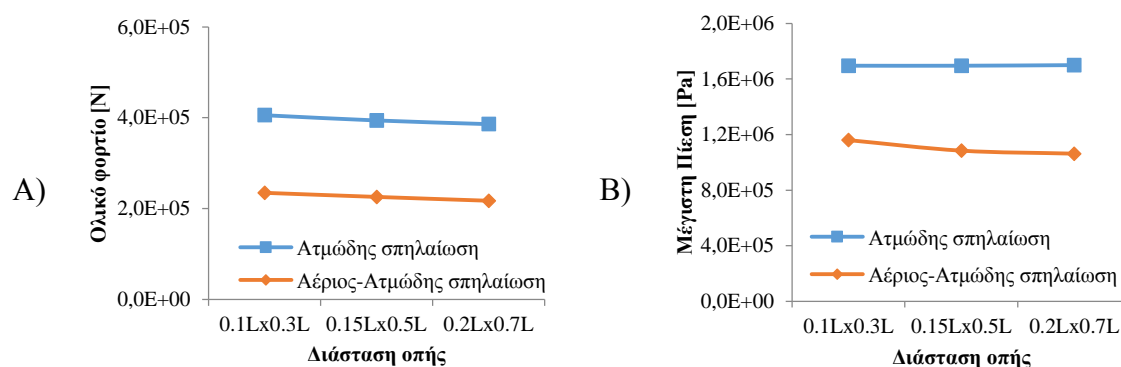 A)
Ολικό φορτίο [N]
6,0E+05
4,0E+05
2,0E+05
0,0E+00
Ατμώδης σπηλαίωση
Αέριος-Ατμώδης σπηλαίωση
0.1Lx0.3L 0.15Lx0.5L 0.2Lx0.7L
Διάσταση οπής
B)
Μέγιστη Πίεση [Pa]
2,0E+06
1,6E+06
1,2E+06
8,0E+05
4,0E+05
0,0E+00
Ατμώδης σπηλαίωση
Αέριος-Ατμώδης σπηλαίωση
0.1Lx0.3L 0.15Lx0.5L 0.2Lx0.7L
Διάσταση οπής